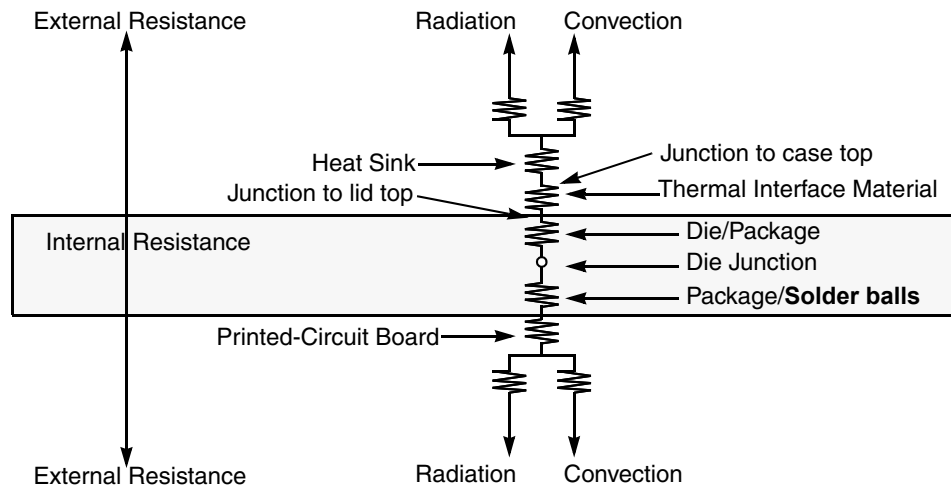 External Resistance
Radiation
Convection
Heat Sink
Junction to case top
Junction to lid top
Thermal Interface Material
Internal Resistance
Die/Package
Die Junction
Package/Solder balls
Printed-Circuit Board
External Resistance
Radiation
Convection